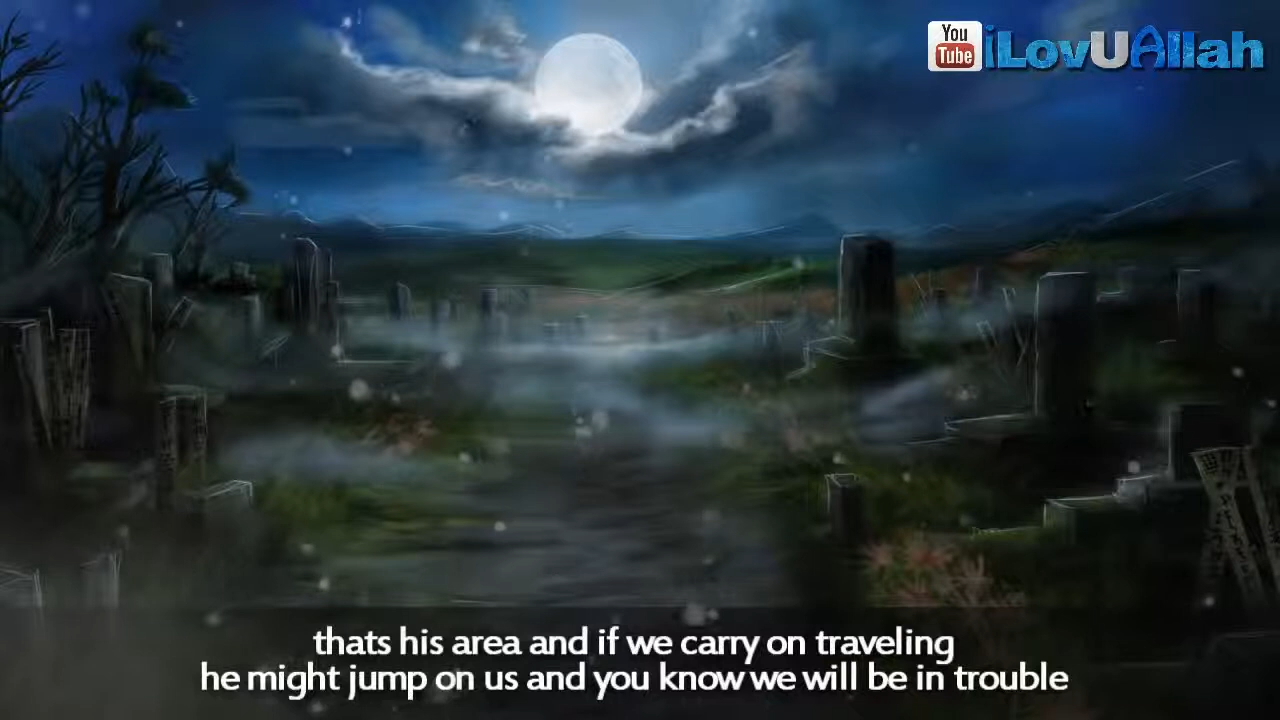 You
Tube
iLovUAllah
thats his area and if we carry on traveling
he might jump on us and you know we will be in trouble